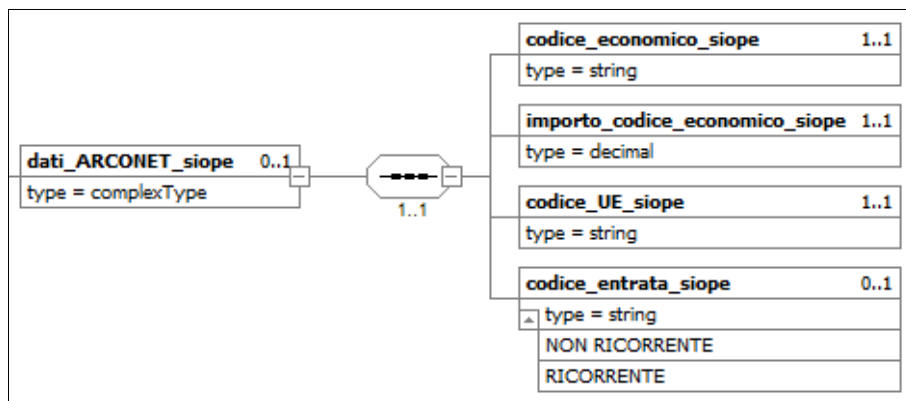 codice_economico_siope 1..1
type = string
importo_codice_economico_siope 1..1
type = decimal
dati_ARCONET_siope 0..1
type = complexType
1..1
codice_UE_siope 1..1
type = string
codice_entrata_siope 0..1
type = string
NON RICORRENTE
RICORRENTE